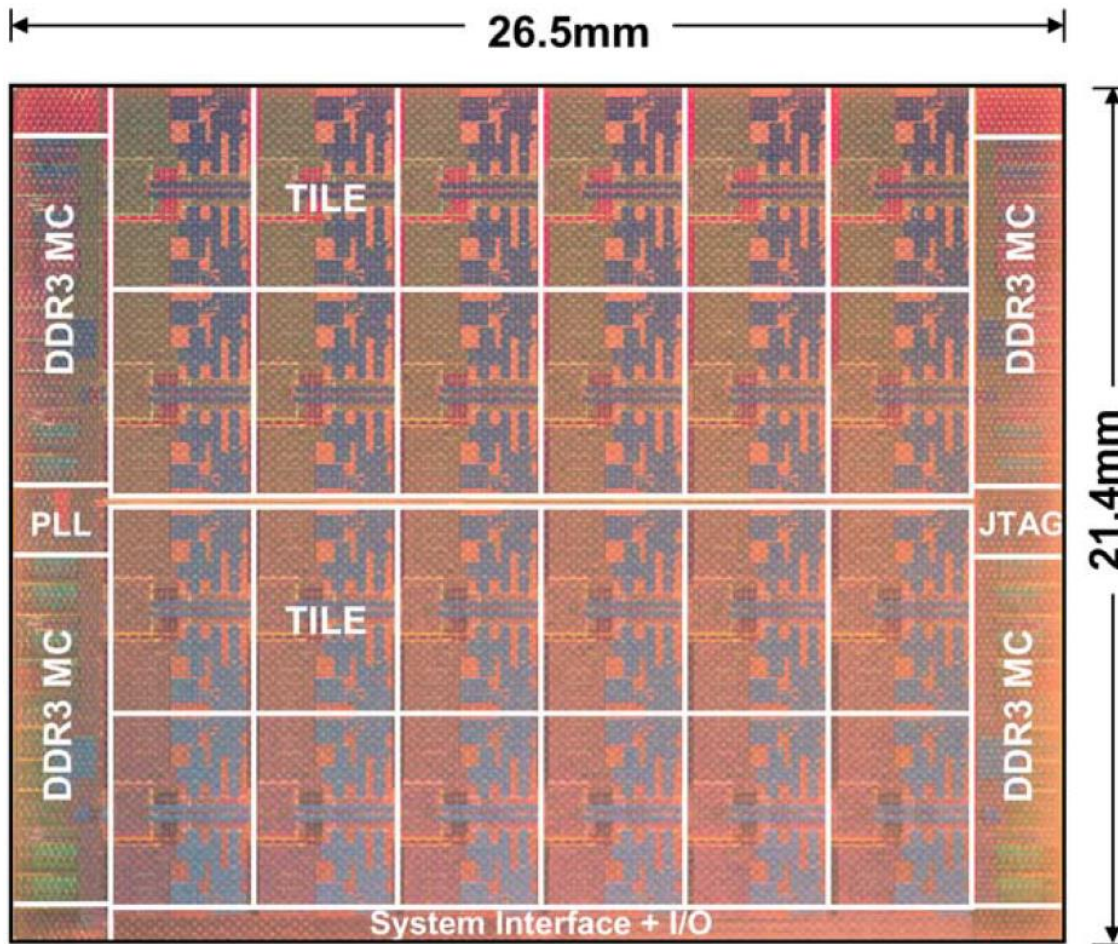 26.5mm
TILE
DDR3 MC
DDR3 MC
PLL
JTAG
21.4mm
TILE
DDR3 MC
DDR3 MC
System Interface + I/O